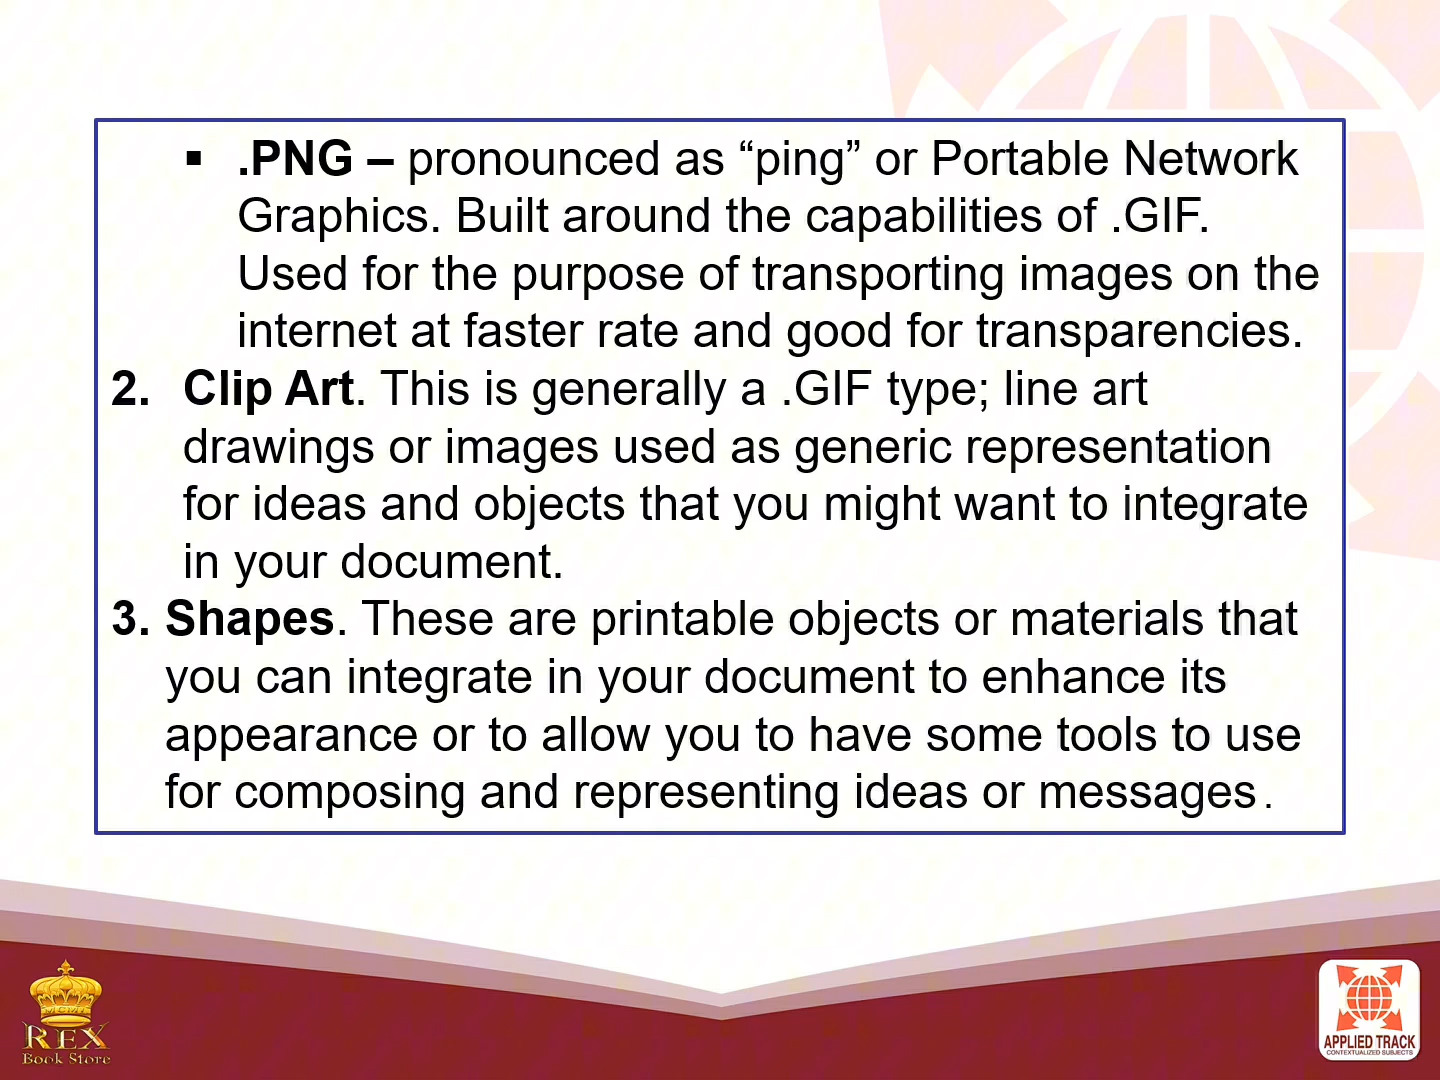 ▪ .PNG – pronounced as “ping” or Portable Network
Graphics. Built around the capabilities of .GIF.
Used for the purpose of transporting images on the
internet at faster rate and good for transparencies.
2. Clip Art. This is generally a .GIF type; line art
drawings or images used as generic representation
for ideas and objects that you might want to integrate
in your document.
3. Shapes. These are printable objects or materials that
you can integrate in your document to enhance its
appearance or to allow you to have some tools to use
for composing and representing ideas or messages.
REX
Book Store
APPLIED TRACK
CONTEXTUALIZED SUBJECTS